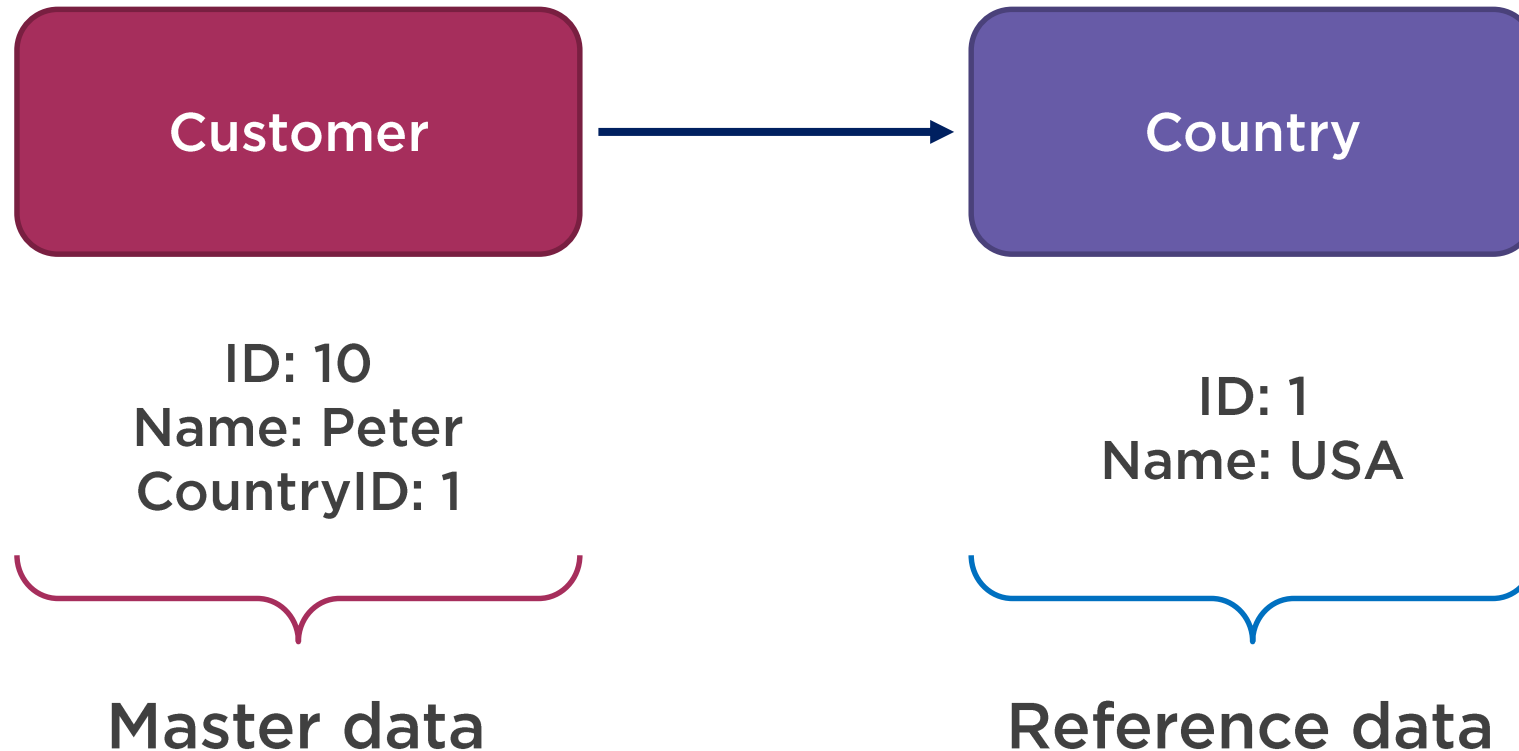 Customer
Country
ID: 10
Name: Peter
CountryID: 1
ID: 1
Name: USA
Master data
Reference data